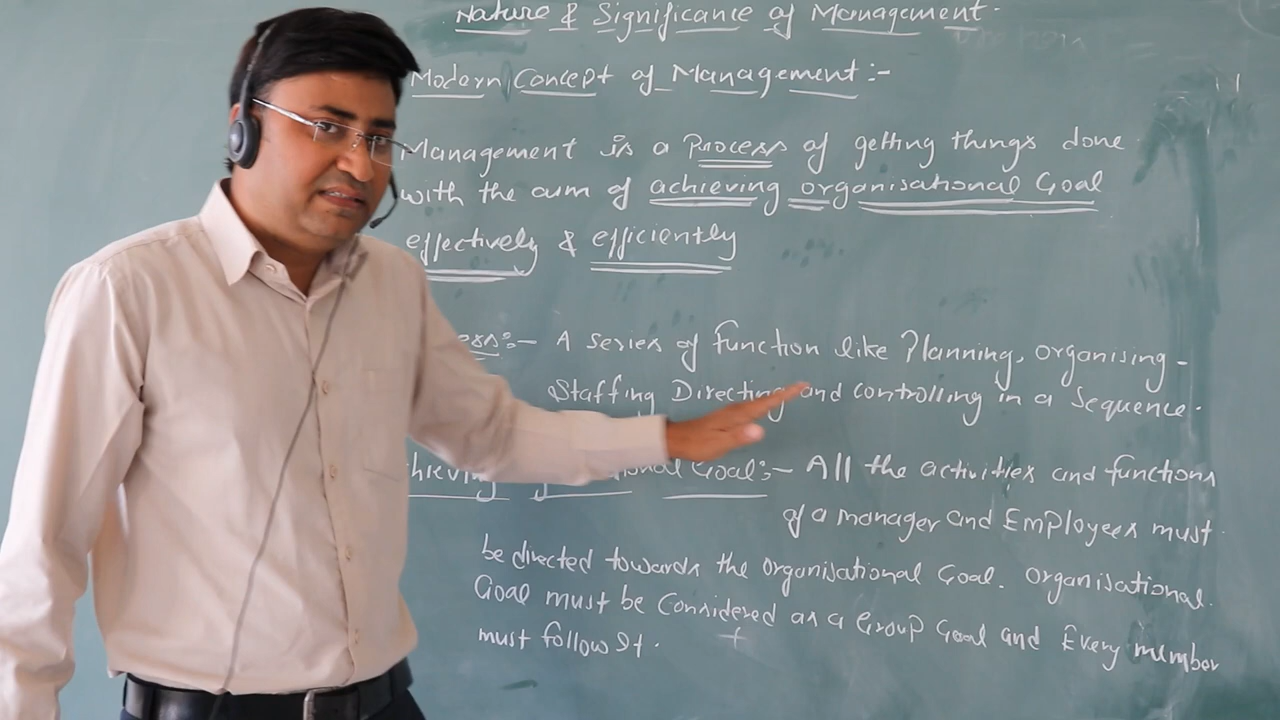 Nature & Significance of Management.
Modern Concept of Management:-
Management is a Process of getting things done
with the aim of achieving organisational Goal
effectively & efficiently
:- A series of function like Planning, organising -
Staffing Directing and controlling in a Sequence.
Goal:- All the activities and functions
of a manager and Employees must.
be directed towards the organisational Goal. organisational.
Goal must be Considered as a Group Goal and Every member
must follow It.